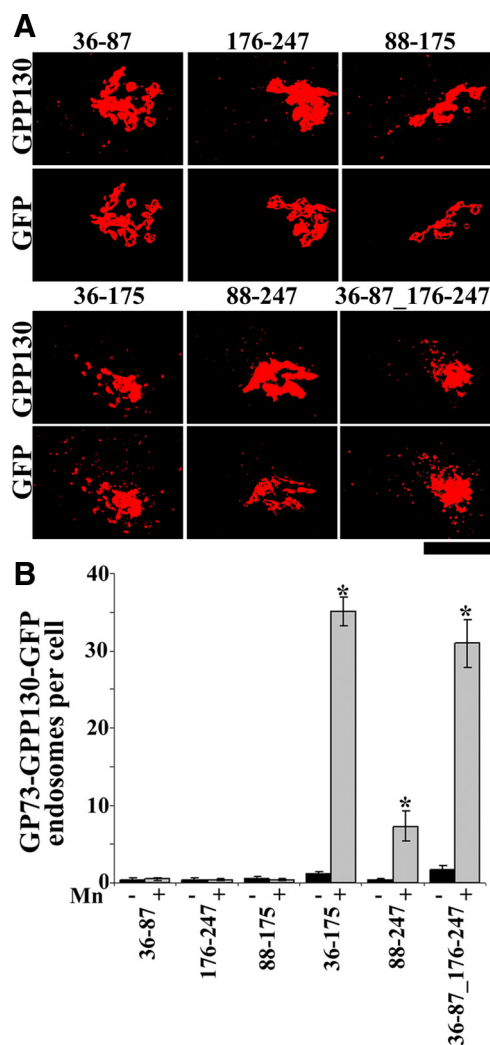 A
36-87 176-247 88-175
GPP130
GFP
36-175 88-247 36-87_176-247
GPP130
GFP
B
GP73-GPP130-GFP
endosomes per cell
40
30
20
10
0
* * *
Mn - + - + - + - + - + - +
36-87
176-247
88-175
36-175
88-247
36-87_176-247